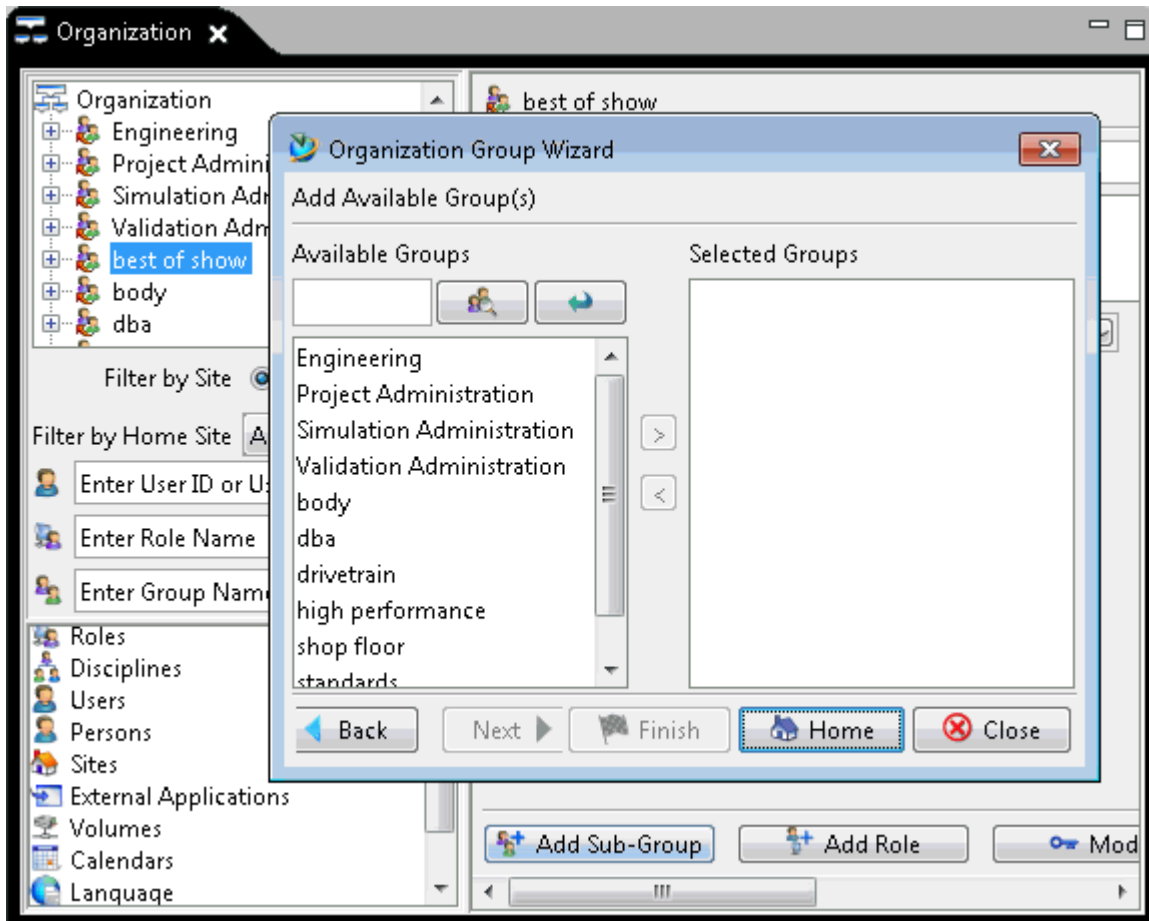 Organization
Organization
Engineering
Project Admini
Simulation Adr
Validation Adm
best of show
body
dba
Filter by Site
Filter by Home Site A
Enter User ID or Us
Enter Role Name
Enter Group Name
Roles
Disciplines
Users
Persons
Sites
External Applications
Volumes
Calendars
Language
best of show
Organization Group Wizard
Add Available Group(s)
Available Groups
Selected Groups
Engineering
Project Administration
Simulation Administration
Validation Administration
body
dba
drivetrain
high performance
shop floor
standards
>
<
Back Next Finish Home Close
Add Sub-Group Add Role Mod